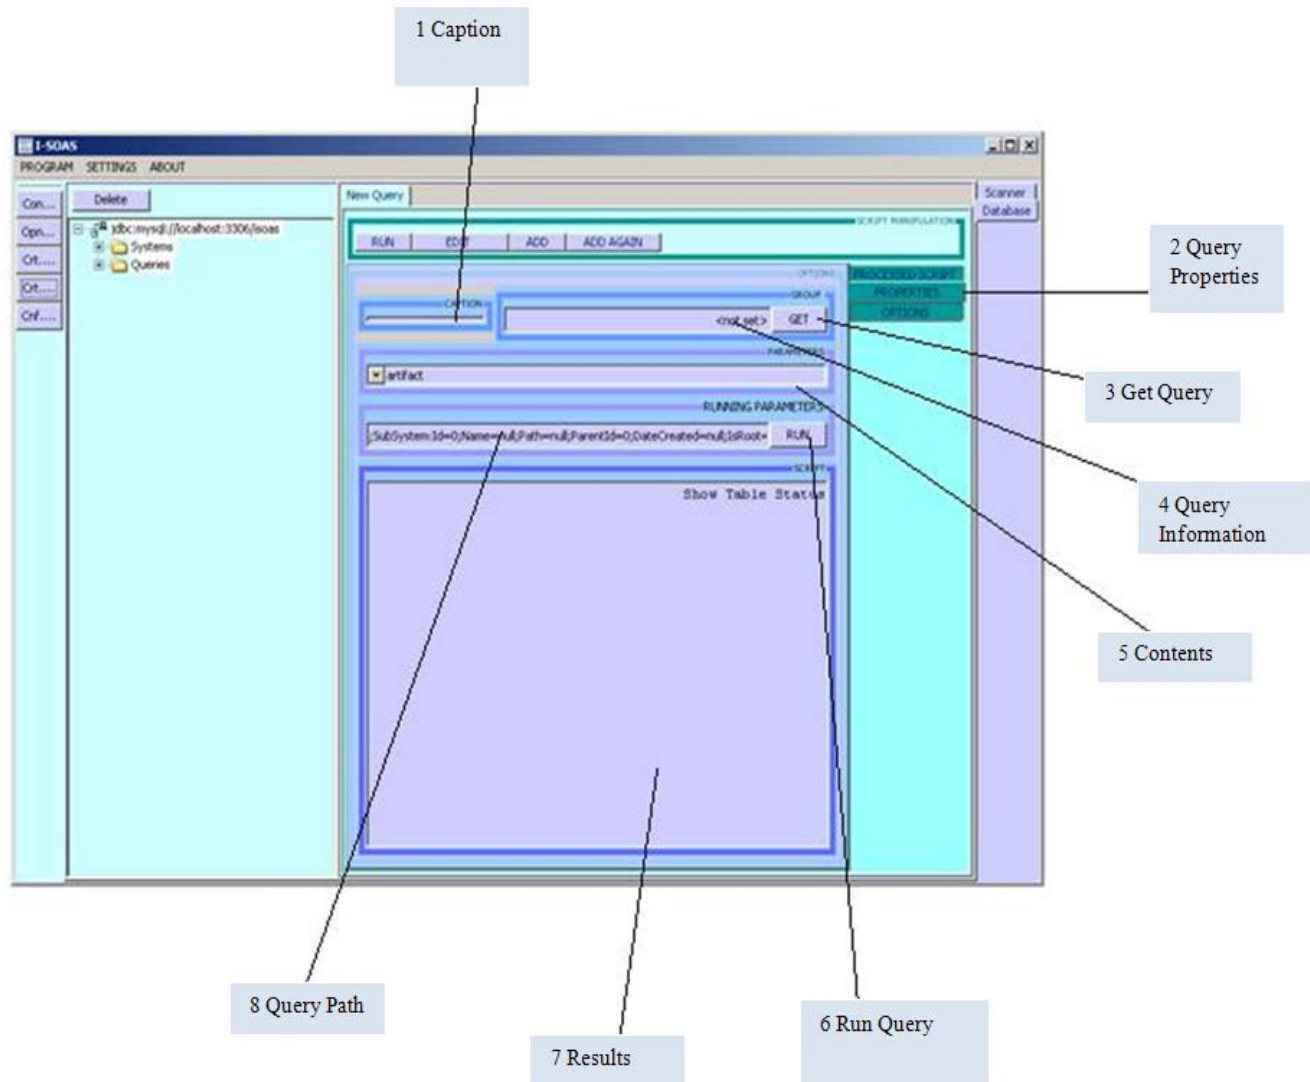 1 Caption
I-SOAS
PROGRAM SETTINGS ABOUT
Con...
Opn...
Crt....
Crt....
Cnf....
Delete
jdbc:mysql://localhost:3306/isoas
Systems
Queries
New Query
SCRIPT MANIPULATION
RUN EDIT ADD ADD AGAIN
OPTIONS
CAPTION
GROUP
<not set> GET
PARAMETERS
artifact
RUNNING PARAMETERS
;SubSystem:Id=0;Name=null;Path=null;ParentId=0;DateCreated=null;IsRoot= RUN
SCRIPT
Show Table Status
PROCESSED SCRIPT
PROPERTIES
OPTIONS
Scanner
Database
2 Query
Properties
3 Get Query
4 Query
Information
5 Contents
6 Run Query
7 Results
8 Query Path